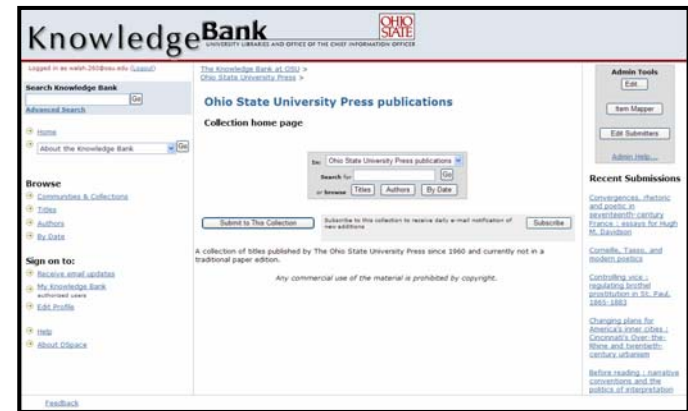 KnowledgeBank
UNIVERSITY LIBRARIES AND OFFICE OF THE CHIEF INFORMATION OFFICER
OHIO
STATE
Logged in as walsh.260@osu.edu (Logout)
Search Knowledge Bank
Go
Advanced Search
Home
About the Knowledge Bank
Go
Browse
Communities & Collections
Titles
Authors
By Date
Sign on to:
Receive email updates
My Knowledge Bank
authorized users
Edit Profile
Help
About DSpace
The Knowledge Bank at OSU >
Ohio State University Press >
Ohio State University Press publications
Collection home page
In: Ohio State University Press publications
Search for
Go
or browse Titles Authors By Date
Submit to This Collection
Subscribe to this collection to receive daily e-mail notification of
new additions
Subscribe
A collection of titles published by The Ohio State University Press since 1960 and currently not in a
traditional paper edition.
Any commercial use of the material is prohibited by copyright.
Admin Tools
Edit...
Item Mapper
Edit Submitters
Admin Help...
Recent Submissions
Convergences, rhetoric
and poetic in
seventeenth-century
France : essays for Hugh
M. Davidson
Corneille, Tasso, and
modern poetics
Controlling vice :
regulating brothel
prostitution in St. Paul,
1865-1883
Changing plans for
America's inner cities :
Cincinnati's Over-the-
Rhine and twentieth-
century urbanism
Before reading : narrative
conventions and the
politics of interpretation
Feedback